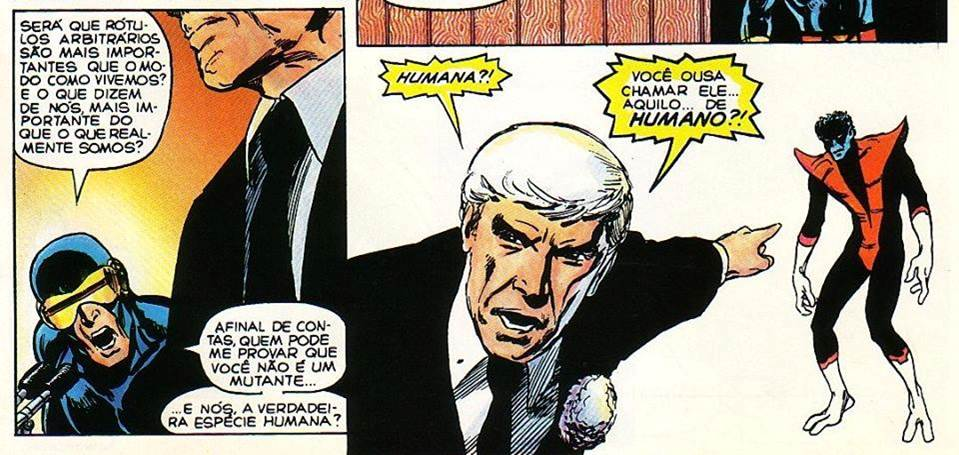 SERÁ QUE RÓTU-
LOS ARBITRÁRIOS
SÃO MAIS IMPOR-
TANTES QUE O MO-
DO COMO VIVEMOS?
E O QUE DIZEM
DE NÓS, MAIS IM-
PORTANTE DO
QUE O QUE REAL-
MENTE SOMOS?
AFINAL DE CON-
TAS, QUEM PODE
ME PROVAR QUE
VOCÊ NÃO É UM
MUTANTE...
...E NÓS, A VERDADEI-
RA ESPÉCIE HUMANA?
HUMANA?!
VOCÊ OUSA
CHAMAR ELE...
AQUILO... DE
HUMANO?!